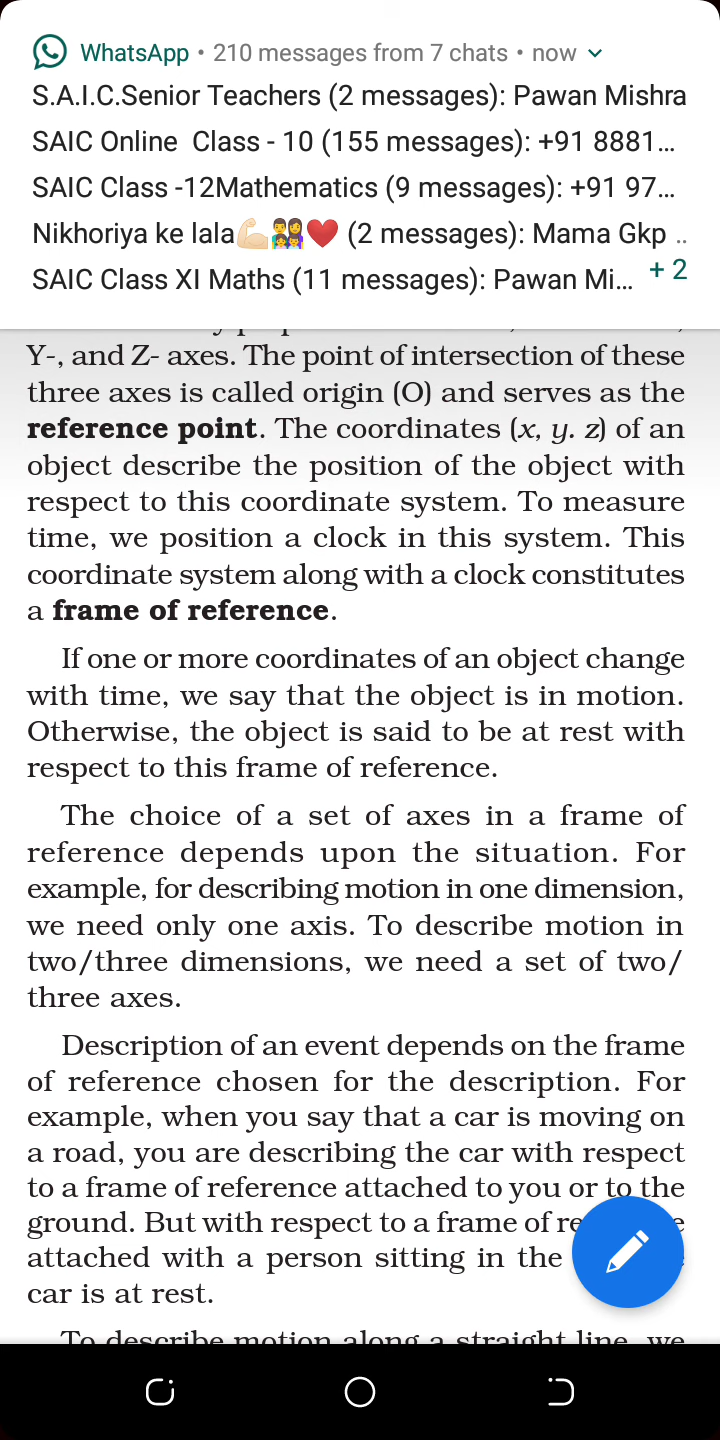 WhatsApp • 210 messages from 7 chats • now
S.A.I.C.Senior Teachers (2 messages): Pawan Mishra
SAIC Online Class - 10 (155 messages): +91 8881...
SAIC Class -12Mathematics (9 messages): +91 97...
Nikhoriya ke lala💪🏻👨‍👩‍👧‍👦❤️ (2 messages): Mama Gkp ..
SAIC Class XI Maths (11 messages): Pawan Mi... + 2
Y-, and Z- axes. The point of intersection of these
three axes is called origin (O) and serves as the
reference point. The coordinates (x, y. z) of an
object describe the position of the object with
respect to this coordinate system. To measure
time, we position a clock in this system. This
coordinate system along with a clock constitutes
a frame of reference.
If one or more coordinates of an object change
with time, we say that the object is in motion.
Otherwise, the object is said to be at rest with
respect to this frame of reference.
The choice of a set of axes in a frame of
reference depends upon the situation. For
example, for describing motion in one dimension,
we need only one axis. To describe motion in
two/three dimensions, we need a set of two/
three axes.
Description of an event depends on the frame
of reference chosen for the description. For
example, when you say that a car is moving on
a road, you are describing the car with respect
to a frame of reference attached to you or to the
ground. But with respect to a frame of
attached with a person sitting in the
car is at rest.
To describe motion along a straight line, we